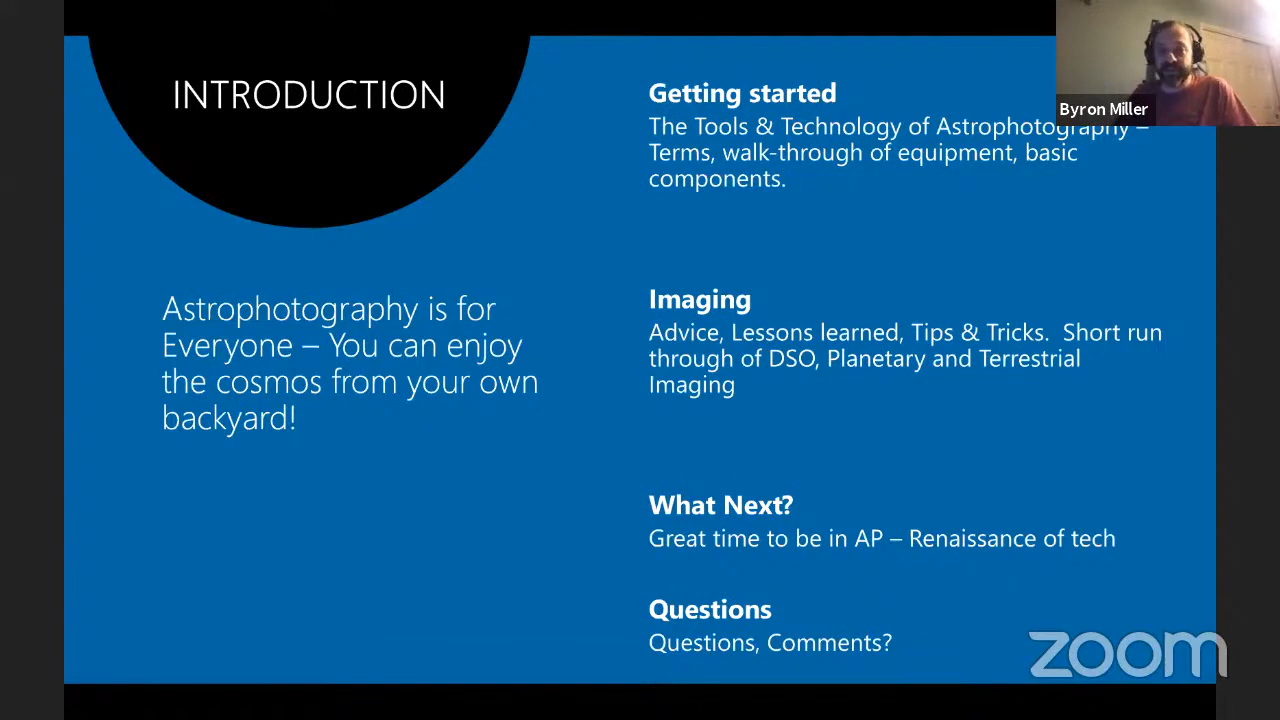 INTRODUCTION
Astrophotography is for
Everyone – You can enjoy
the cosmos from your own
backyard!
Getting started
The Tools & Technology of Astrophotography –
Terms, walk-through of equipment, basic
components.
Imaging
Advice, Lessons learned, Tips & Tricks.  Short run
through of DSO, Planetary and Terrestrial
Imaging
What Next?
Great time to be in AP – Renaissance of tech
Questions
Questions, Comments?
Byron Miller
zoom